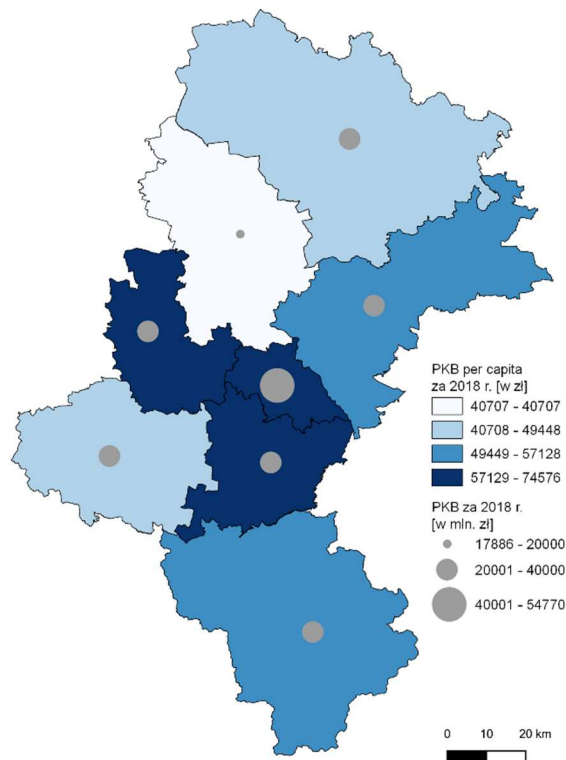 PKB per capita
za 2018 r. [w zł]
40707 - 40707
40708 - 49448
49449 - 57128
57129 - 74576
PKB za 2018 r.
[w mln. zł]
17886 - 20000
20001 - 40000
40001 - 54770
0 10 20 km